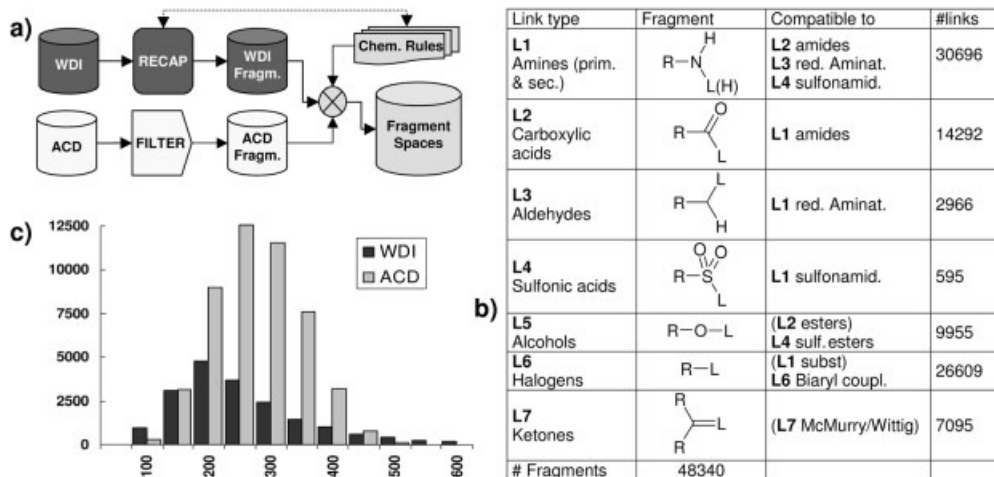 a)
WDI
RECAP
WDI
Fragm.
Chem. Rules
ACD
FILTER
ACD
Fragm.
Fragment
Spaces
c)
12500
10000
7500
5000
2500
0
WDI
ACD
100
200
300
400
500
600
b)
Link type Fragment Compatible to #links
L1
Amines (prim.
& sec.)
H
R N
L(H)
L2 amides
L3 red. Aminat.
L4 sulfonamid.
30696
L2
Carboxylic
acids
O
R
L
L1 amides
14292
L3
Aldehydes
L
R
H
L1 red. Aminat.
2966
L4
Sulfonic acids
O O
R S
L
L1 sulfonamid.
595
L5
Alcohols
R-O-L
(L2 esters)
L4 sulf. esters
9955
L6
Halogens
R-L
(L1 subst)
L6 Biaryl coupl.
26609
L7
Ketones
R
L
R
(L7 McMurry/Wittig)
7095
# Fragments 48340